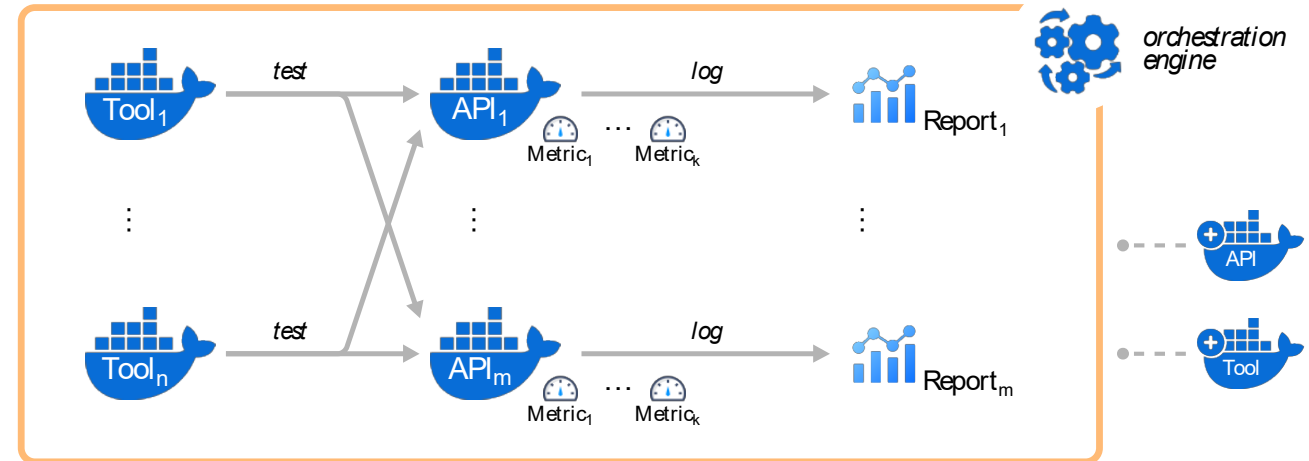 orchestration
engine
test
log
Tool₁
API₁
Report₁
...
Metric₁
Metricₖ
⋮
⋮
⋮
API
test
log
Toolₙ
APIₘ
Tool
Reportₘ
...
Metric₁
Metricₖ